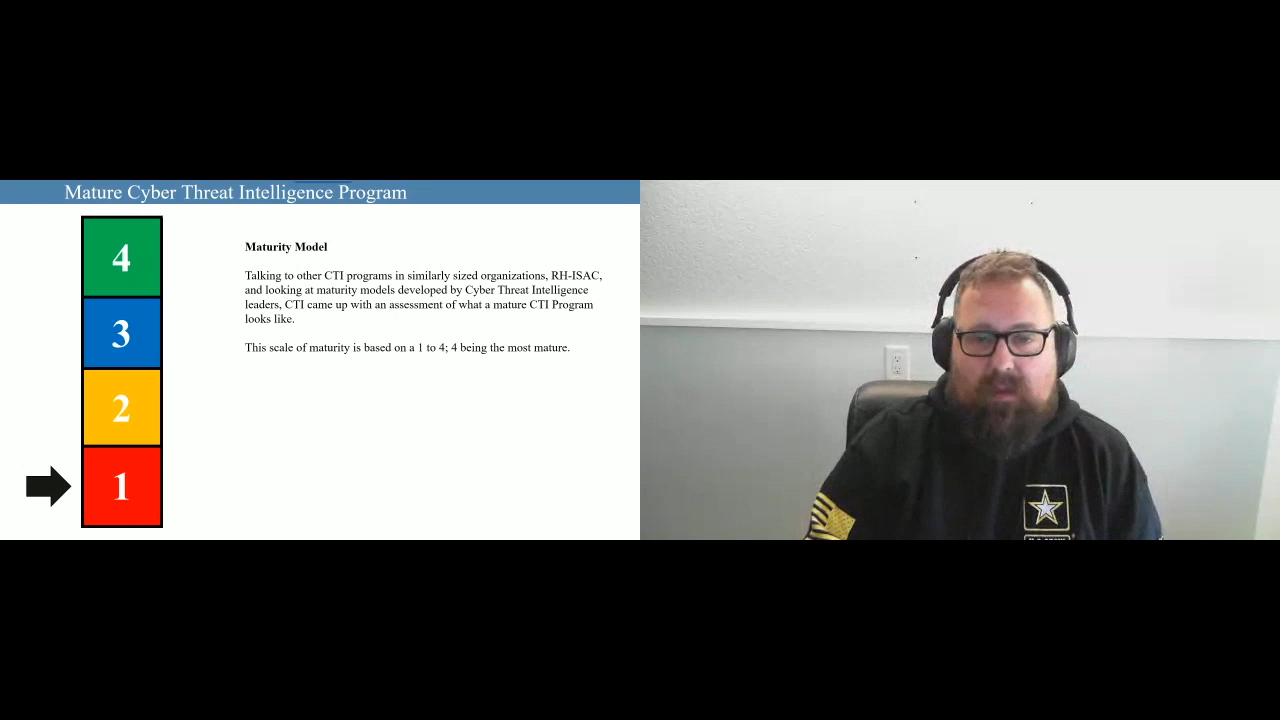 Mature Cyber Threat Intelligence Program
4
3
2
1
Maturity Model
Talking to other CTI programs in similarly sized organizations, RH-ISAC,
and looking at maturity models developed by Cyber Threat Intelligence
leaders, CTI came up with an assessment of what a mature CTI Program
looks like.
This scale of maturity is based on a 1 to 4; 4 being the most mature.